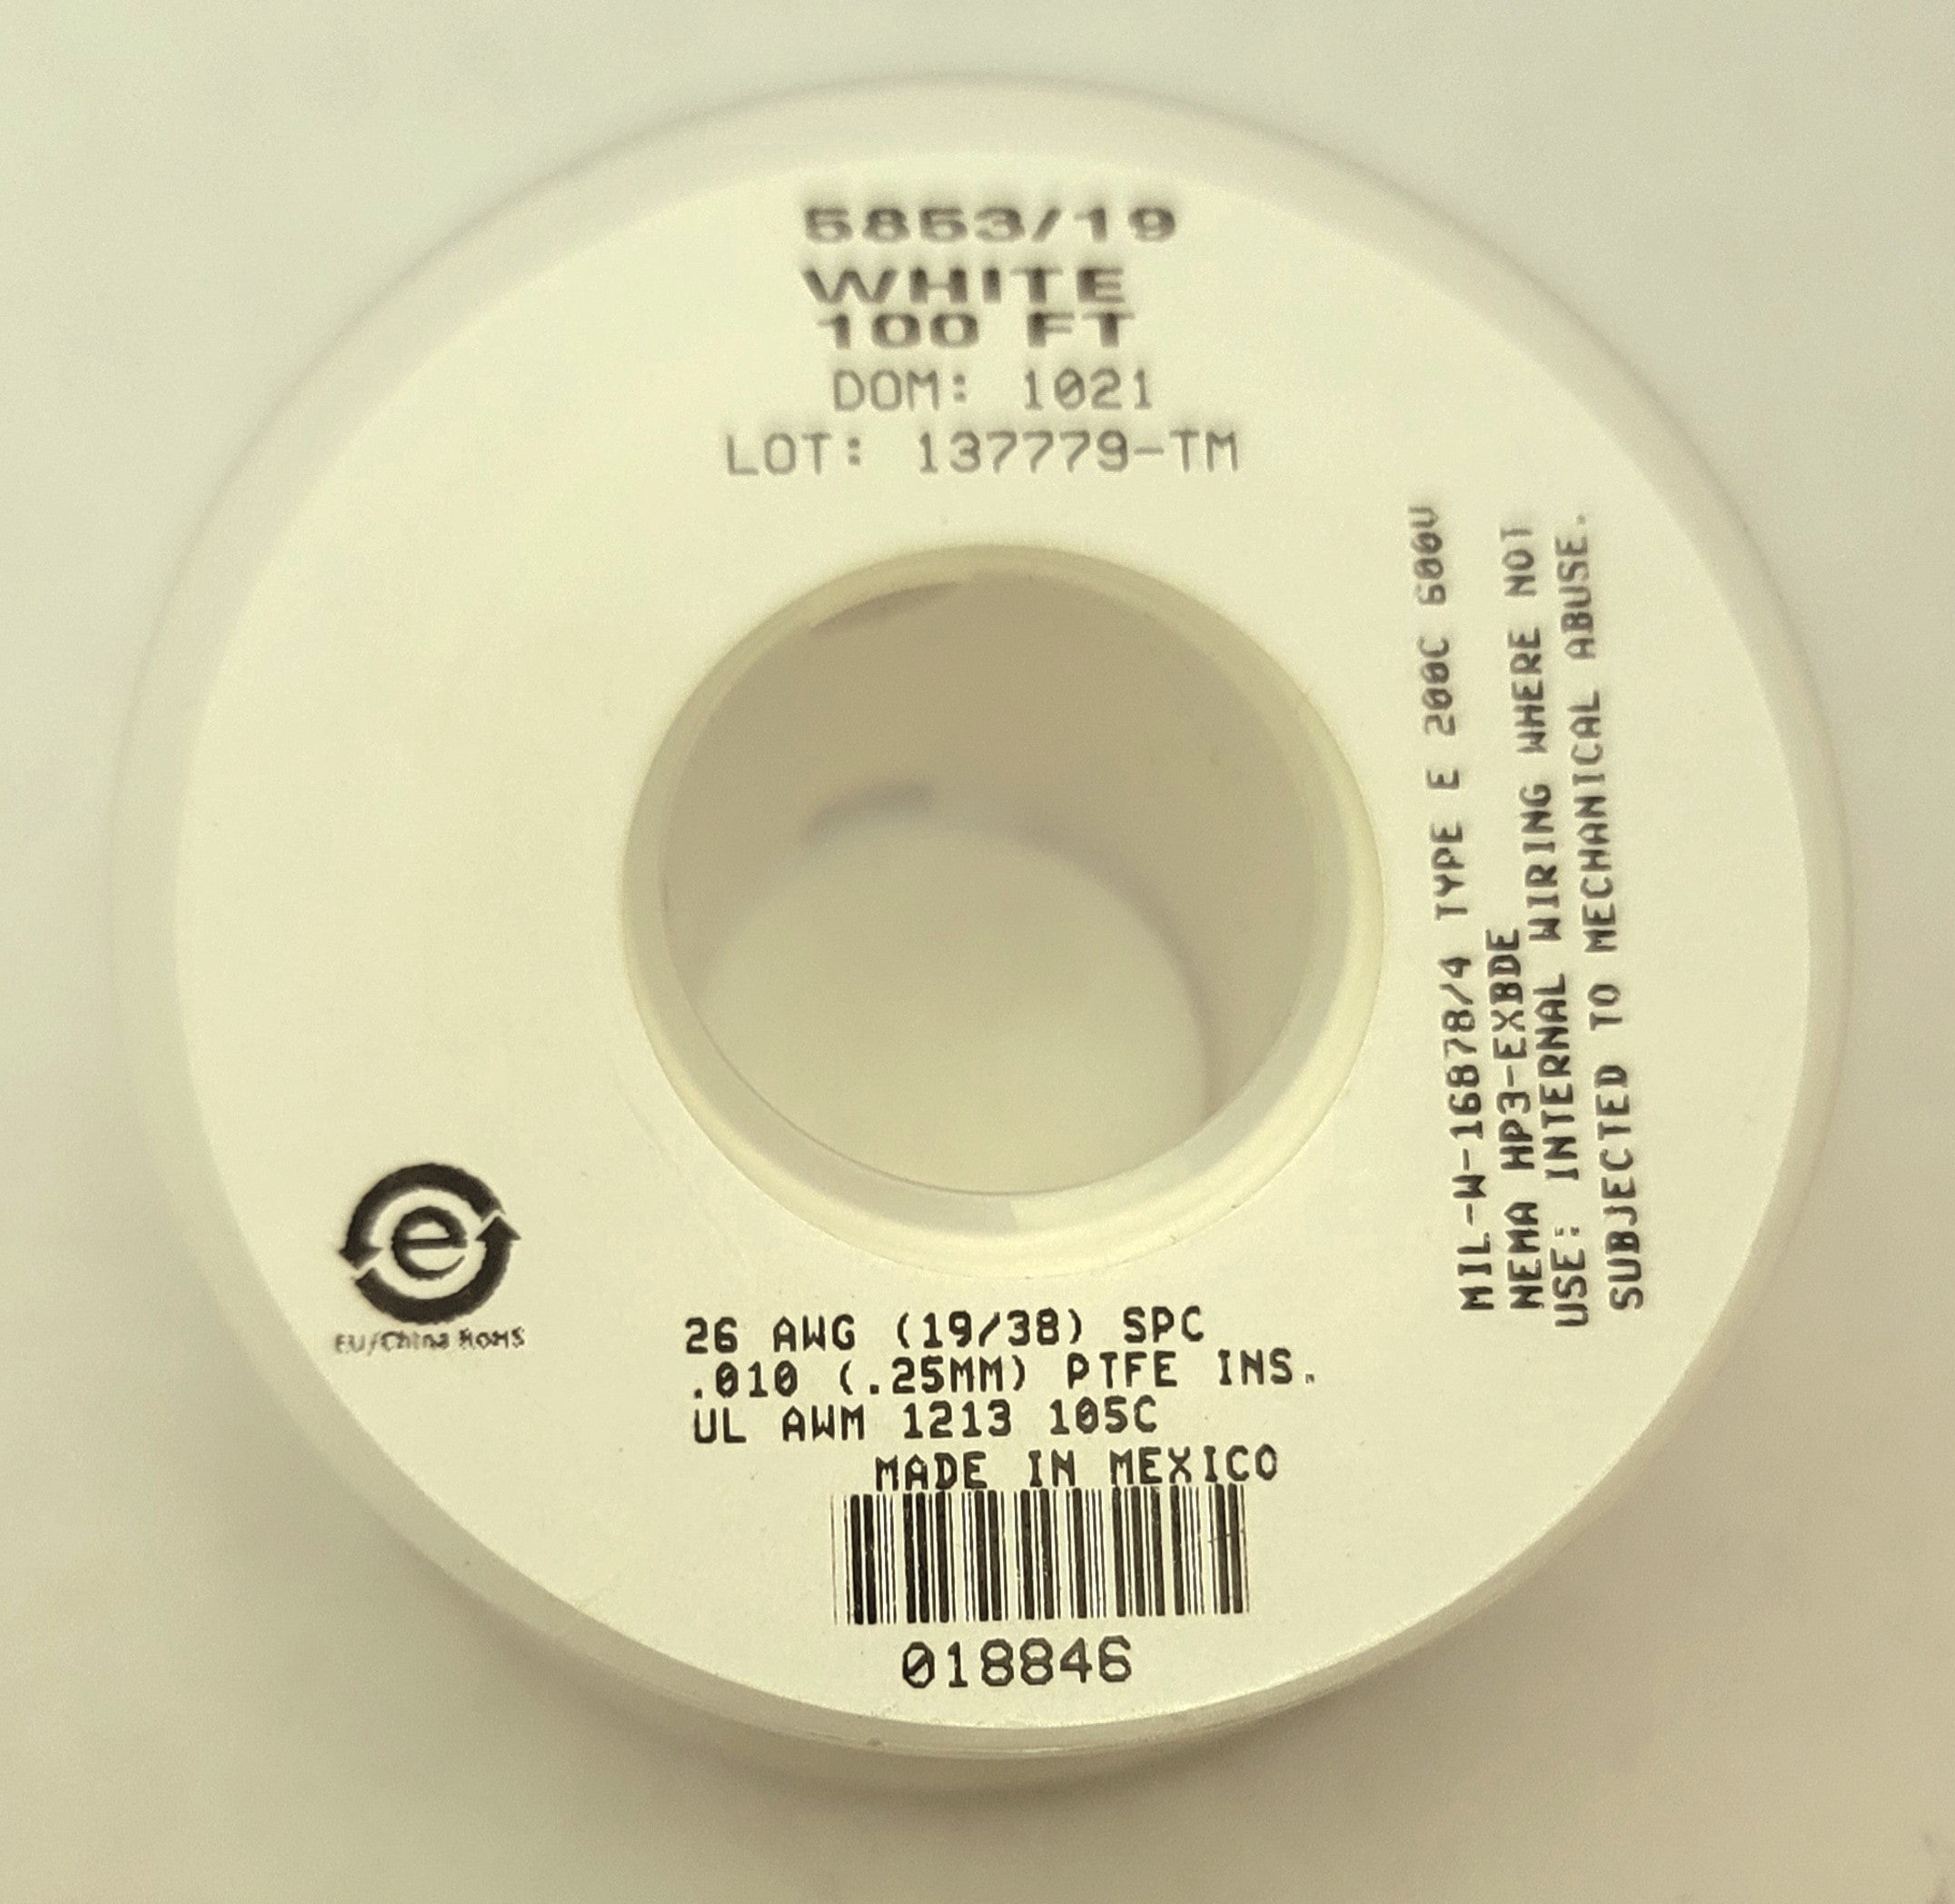 5853/19
WHITE
100 FT
DOM: 1021
LOT: 137779-TM
MIL-W-16878/4 TYPE E 200C 600V
NEMA HP3-EXBDE
USE: INTERNAL WIRING WHERE NOT
SUBJECTED TO MECHANICAL ABUSE.
e
EU/China RoHS
26 AWG (19/38) SPC
.010 (.25MM) PTFE INS.
UL AWM 1213 105C
MADE IN MEXICO
018846